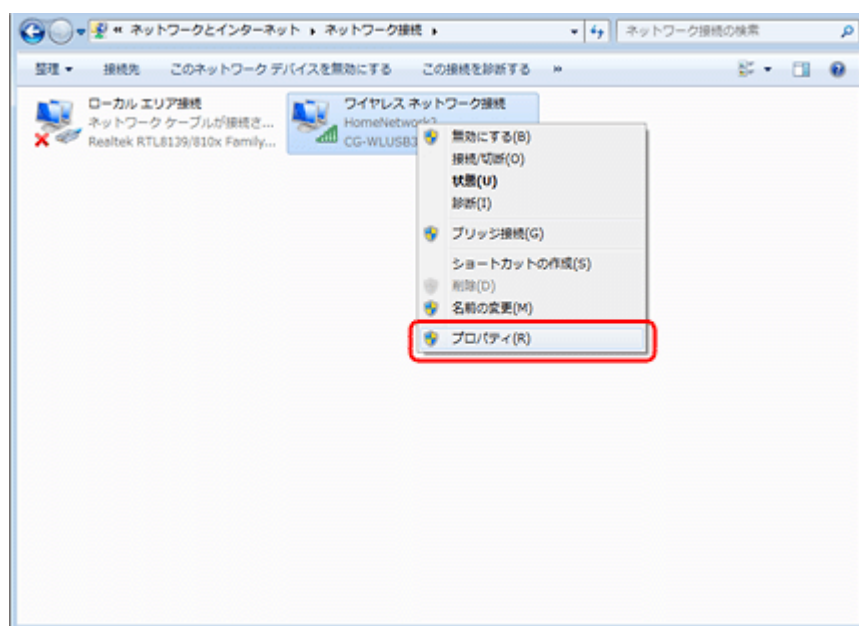 « ネットワークとインターネット ▸ ネットワーク接続 ▸
ネットワーク接続の検索
整理 ▾ 接続先 このネットワーク デバイスを無効にする この接続を診断する »
ローカル エリア接続
ネットワーク ケーブルが接続さ...
Realtek RTL8139/810x Family...
ワイヤレス ネットワーク接続
HomeNetwork2
CG-WLUSB3
無効にする(B)
接続/切断(O)
状態(U)
診断(I)
ブリッジ接続(G)
ショートカットの作成(S)
削除(D)
名前の変更(M)
プロパティ(R)